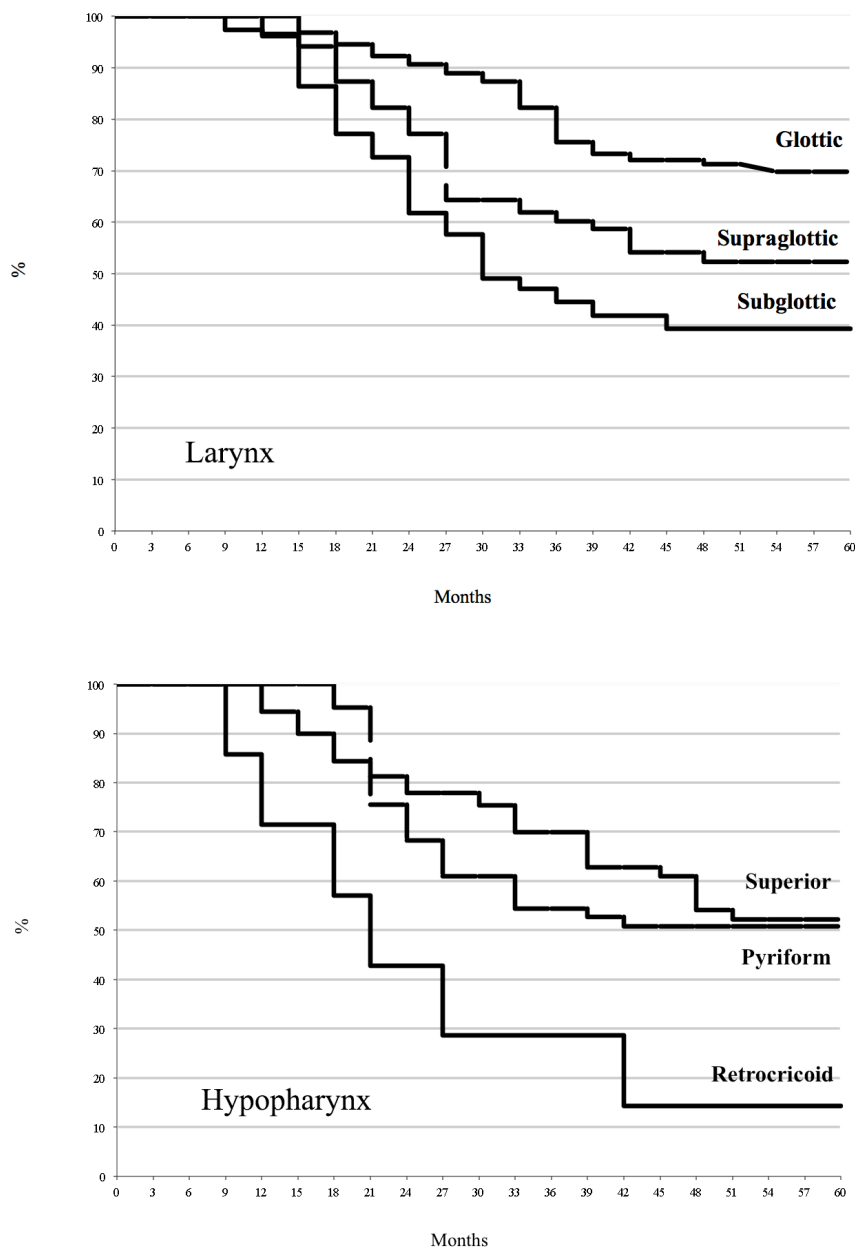 100
90
80
70
60
50
40
30
20
10
0
%
Glottic
Supraglottic
Subglottic
Larynx
0 3 6 9 12 15 18 21 24 27 30 33 36 39 42 45 48 51 54 57 60
Months
100
90
80
70
60
50
40
30
20
10
0
%
Superior
Pyriform
Retrocricoid
Hypopharynx
0 3 6 9 12 15 18 21 24 27 30 33 36 39 42 45 48 51 54 57 60
Months